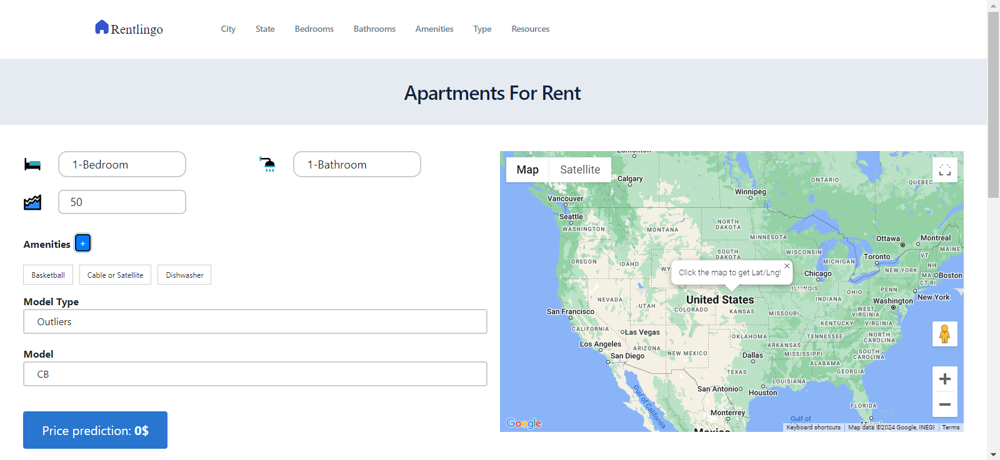 Rentlingo
City State Bedrooms Bathrooms Amenities Type Resources
Apartments For Rent
1-Bedroom
1-Bathroom
50
Amenities +
Basketball
Cable or Satellite
Dishwasher
Model Type
Outliers
Model
CB
Price prediction: 0$
Map Satellite
Calgary
ONTARIO
QUEBEC
Winnipeg
Vancouver
Seattle
WASHINGTON
NORTH
DAKOTA
MONTANA
MINNESOTA
Ottawa
Montreal
MAINE
SOUTH
DAKOTA
WISCONSIN
MICHIGAN
Toronto
VT
OREGON
IDAHO
WY
NEW YORK
NH
Boston
Click the map to get Lat/Lng!
Chicago
CT RI
ILLINOIS
OHIO
PENN
NEVADA
UTAH
United States
COLORADO
KANSAS
MISSOURI
INDIANA
WEST
VIRGINIA
Washington
New York
San Francisco
CALIFORNIA
Las Vegas
KENTUCKY
VIRGINIA
OKLAHOMA
TENNESSEE
NORTH
CAROLINA
Los Angeles
ARIZONA
NEW MEXICO
ARKANSAS
MISSISSIPPI
SOUTH
CAROLINA
San Diego
Dallas
ALABAMA
TEXAS
GEORGIA
LOUISIANA
San Antonio
Houston
Gulf of California
FLORIDA
Monterrey
Gulf of
Google
Keyboard shortcuts
Map data ©2024 Google, INEGI
Terms